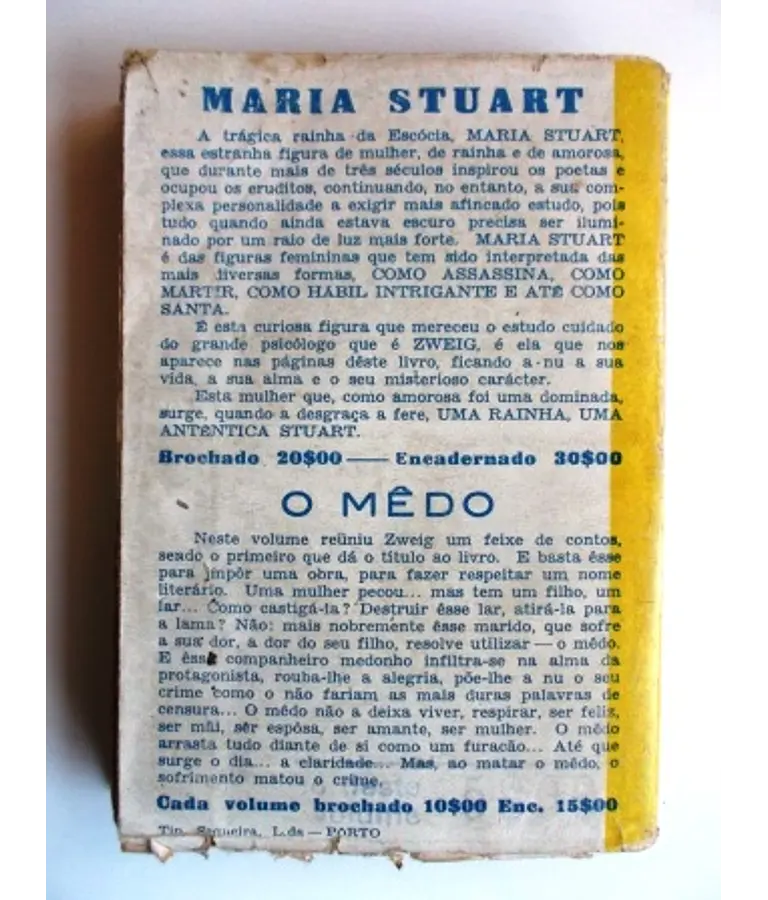 MARIA STUART
A trágica rainha da Escócia, MARIA STUART,
essa estranha figura de mulher, de rainha e de amorosa,
que durante mais de três séculos inspirou os poetas e
ocupou os eruditos, continuando, no entanto, a sua com-
plexa personalidade a exigir mais afincado estudo, pois
tudo quando ainda estava escuro precisa ser ilumi-
nado por um raio de luz mais forte. MARIA STUART
é das figuras femininas que tem sido interpretada das
mais diversas formas, COMO ASSASSINA, COMO
MARTIR, COMO HABIL INTRIGANTE E ATÉ COMO
SANTA.
É esta curiosa figura que mereceu o estudo cuidado
do grande psicólogo que é ZWEIG, é ela que nos
aparece nas páginas dêste livro, ficando a-nu a sua
vida, a sua alma e o seu misterioso carácter.
Esta mulher que, como amorosa foi uma dominada,
surge, quando a desgraça a fere, UMA RAINHA, UMA
ANTENTICA STUART.
Brochado 20$00 — Encadernado 30$00
O MÊDO
Neste volume reüniu Zweig um feixe de contos,
sendo o primeiro que dá o título ao livro. E basta êsse
para impôr uma obra, para fazer respeitar um nome
literário. Uma mulher pecou... mas tem um filho, um
lar... Como castigá-la? Destruir êsse lar, atirá-la para
a lama? Não: mais nobremente êsse marido, que sofre
a sua dor, a dor do seu filho, resolve utilizar — o mêdo.
E êsse companheiro medonho infiltra-se na alma da
protagonista, rouba-lhe a alegria, põe-lhe a nu o seu
crime como o não fariam as mais duras palavras de
censura... O mêdo não a deixa viver, respirar, ser feliz,
ser mãi, ser espôsa, ser amante, ser mulher. O mêdo
arrasta tudo diante de si como um furacão... Até que
surge o dia... a claridade... Mas, ao matar o mêdo, o
sofrimento matou o crime.
Cada volume brochado 10$00 Enc. 15$00
Tip. Sequeira, L.da — PORTO